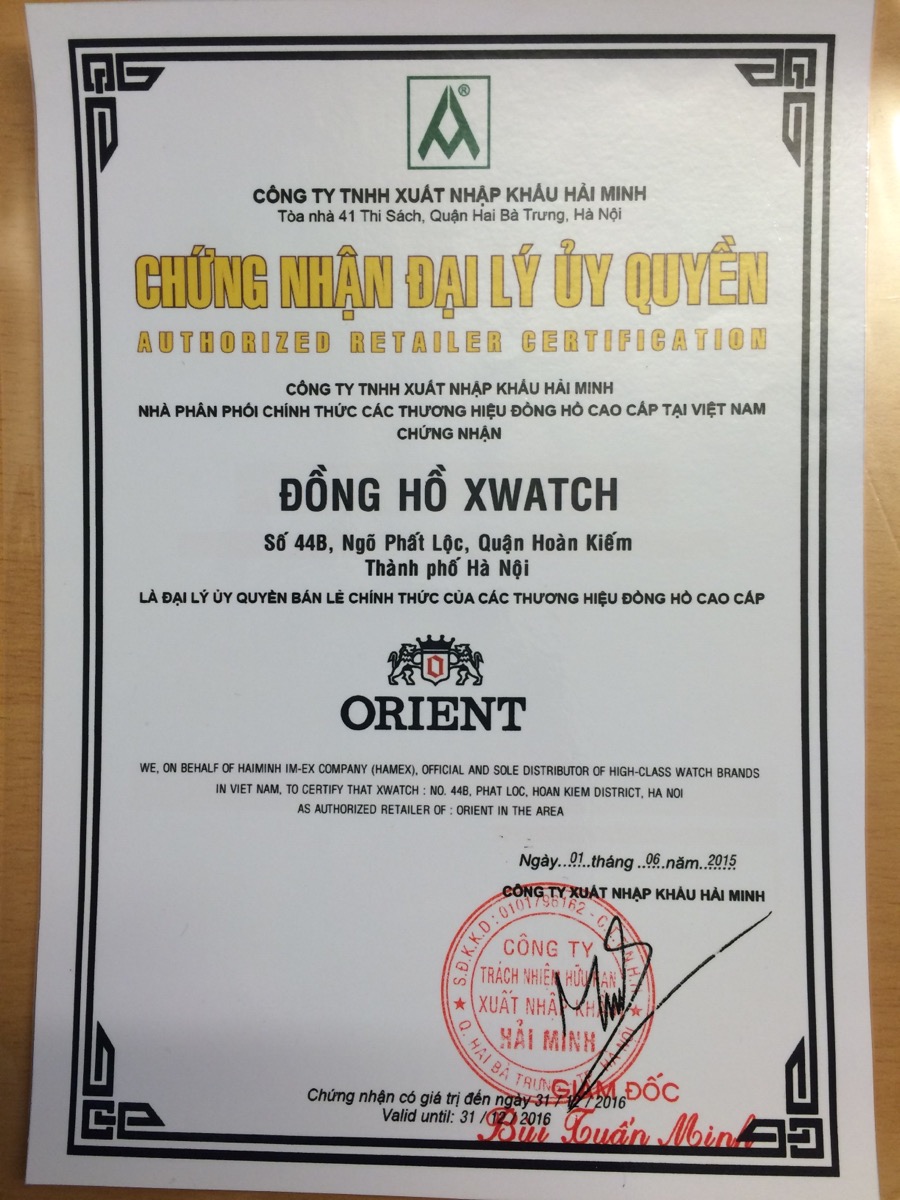 ®
CÔNG TY TNHH XUẤT NHẬP KHẨU HẢI MINH
Tòa nhà 41 Thi Sách, Quận Hai Bà Trưng, Hà Nội
CHỨNG NHẬN ĐẠI LÝ ỦY QUYỀN
AUTHORIZED RETAILER CERTIFICATION
CÔNG TY TNHH XUẤT NHẬP KHẨU HẢI MINH
NHÀ PHÂN PHỐI CHÍNH THỨC CÁC THƯƠNG HIỆU ĐỒNG HỒ CAO CẤP TẠI VIỆT NAM
CHỨNG NHẬN
ĐỒNG HỒ XWATCH
Số 44B, Ngõ Phất Lộc, Quận Hoàn Kiếm
Thành phố Hà Nội
LÀ ĐẠI LÝ ỦY QUYỀN BÁN LẺ CHÍNH THỨC CỦA CÁC THƯƠNG HIỆU ĐỒNG HỒ CAO CẤP
ORIENT
WE, ON BEHALF OF HAIMINH IM-EX COMPANY (HAMEX), OFFICIAL AND SOLE DISTRIBUTOR OF HIGH-CLASS WATCH BRANDS
IN VIET NAM, TO CERTIFY THAT XWATCH : NO. 44B, PHAT LOC, HOAN KIEM DISTRICT, HA NOI
AS AUTHORIZED RETAILER OF : ORIENT IN THE AREA
Ngày...01...tháng ..06.năm..2015
CÔNG TY XUẤT NHẬP KHẨU HẢI MINH
S.Đ.K.K.D: 0101796162
CÔNG TY
TRÁCH NHIỆM HỮU HẠN
XUẤT NHẬP KHẨU
HẢI MINH
Q. HAI BÀ TRƯNG - TP. HÀ NỘI
GIÁM ĐỐC
Chứng nhận có giá trị đến ngày 31 / 12 / 2016
Valid until: 31 / 12 / 2016
Bùi Tuấn Minh